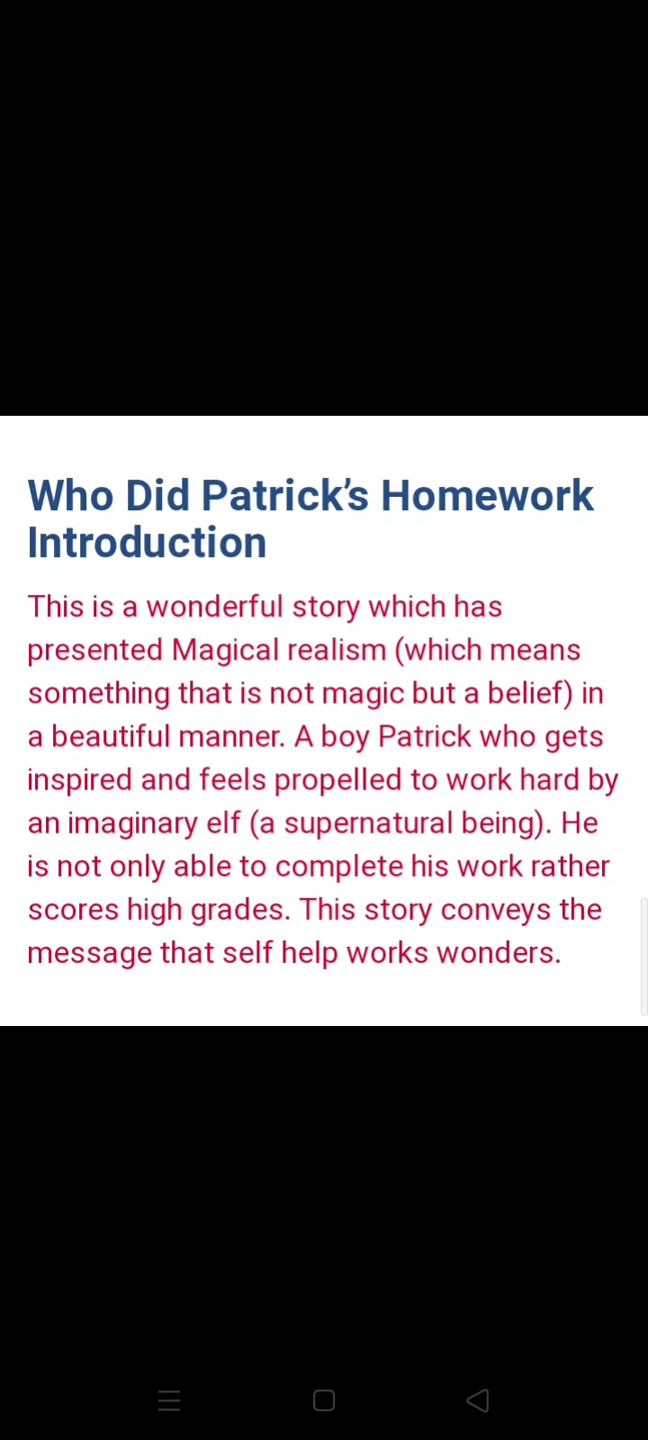 Who Did Patrick’s Homework
Introduction
This is a wonderful story which has
presented Magical realism (which means
something that is not magic but a belief) in
a beautiful manner. A boy Patrick who gets
inspired and feels propelled to work hard by
an imaginary elf (a supernatural being). He
is not only able to complete his work rather
scores high grades. This story conveys the
message that self help works wonders.